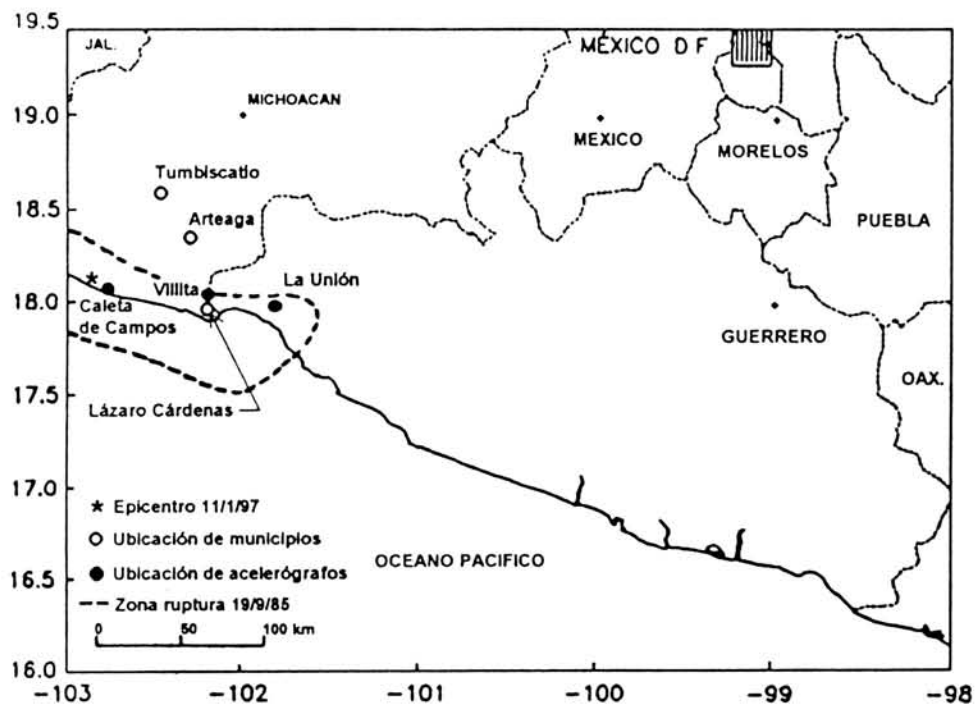 19.5
JAL.
MÉXICO D F
MICHOACAN
19.0
MEXICO
MORELOS
Tumbiscatio
18.5
Arteaga
PUEBLA
Villita
La Unión
18.0
Caleta
de Campos
GUERRERO
OAX.
17.5
Lázaro Cárdenas
17.0
Epicentro 11/1/97
Ubicación de municipios
OCEANO PACIFICO
Ubicación de acelerógrafos
16.5
Zona ruptura 19/9/85
0 50 100 km
16.0
-103 -102 -101 -100 -99 -98